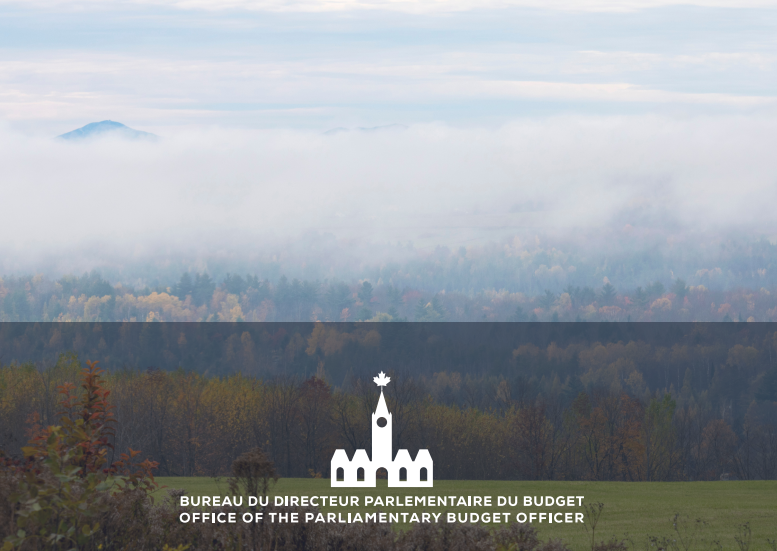 BUREAU DU DIRECTEUR PARLEMENTAIRE DU BUDGET
OFFICE OF THE PARLIAMENTARY BUDGET OFFICER